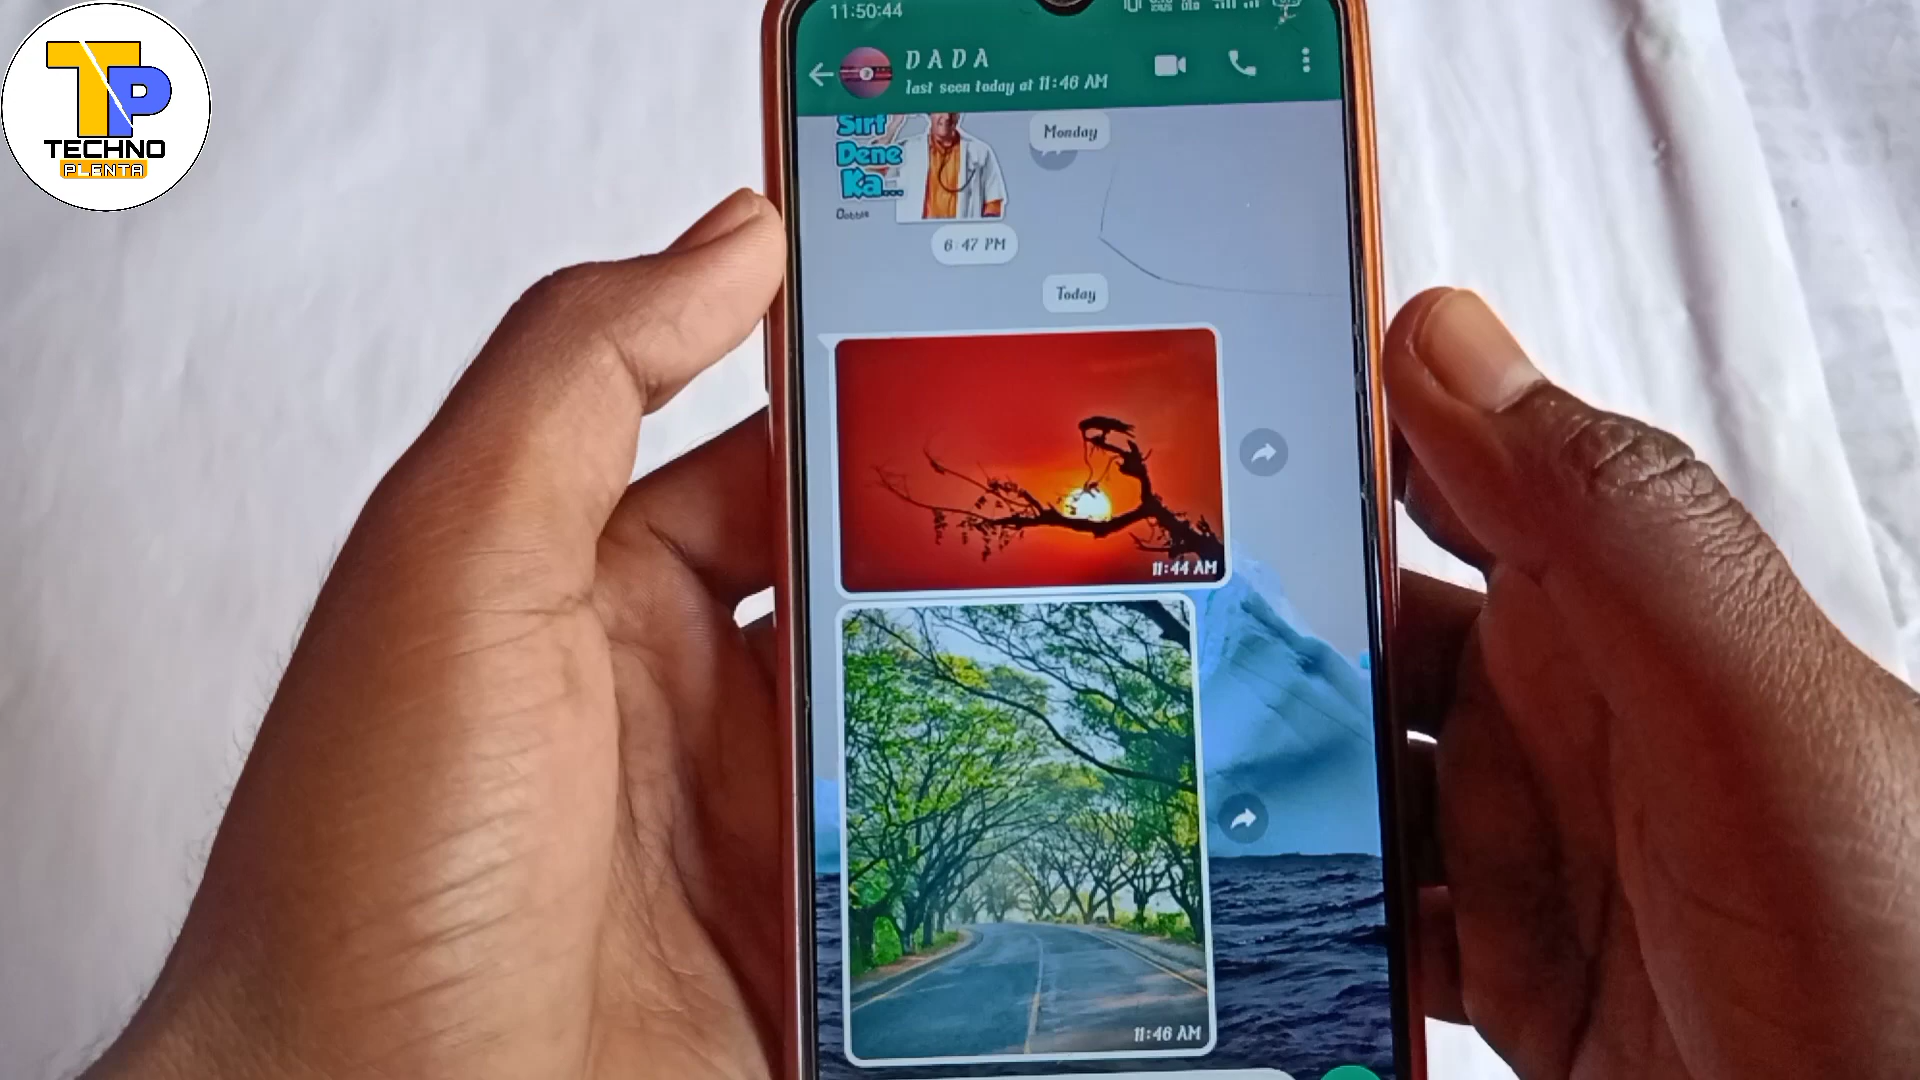 11:50:44
TP
TECHNO
PLENTA
DADA
last seen today at 11:46 AM
Sirf
Dene
Ka...
Monday
6:47 PM
Today
11:44 AM
11:46 AM